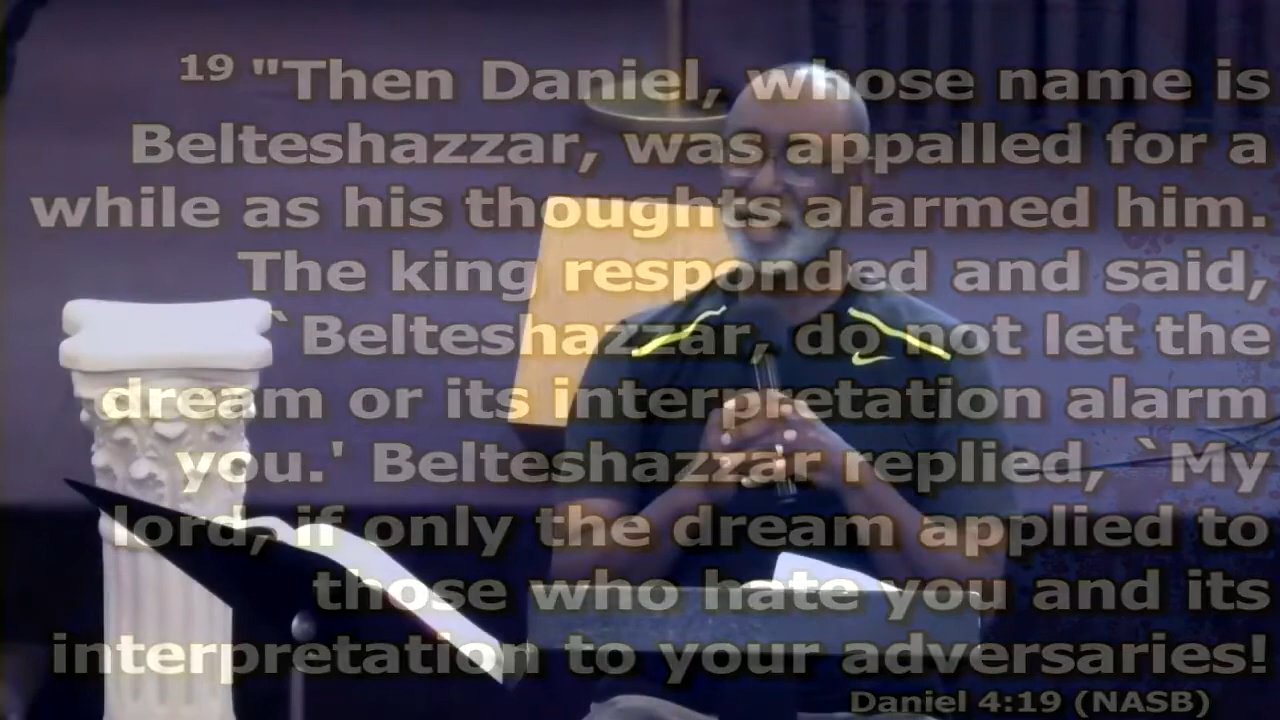 19 "Then Daniel, whose name is
Belteshazzar, was appalled for a
while as his thoughts alarmed him.
The king responded and said,
`Belteshazzar, do not let the
dream or its interpretation alarm
you.' Belteshazzar replied, `My
lord, if only the dream applied to
those who hate you and its
interpretation to your adversaries!
Daniel 4:19 (NASB)